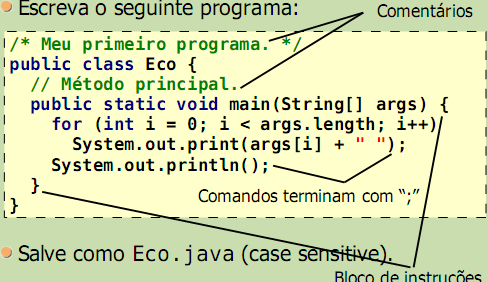 Escreva o seguinte programa:
Comentários
/* Meu primeiro programa. */
public class Eco {
// Método principal.
public static void main(String[] args) {
for (int i = 0; i < args.length; i++)
System.out.print(args[i] + " ");
System.out.println();
}
Comandos terminam com “;”
}
Salve como Eco.java (case sensitive).
Bloco de instruções